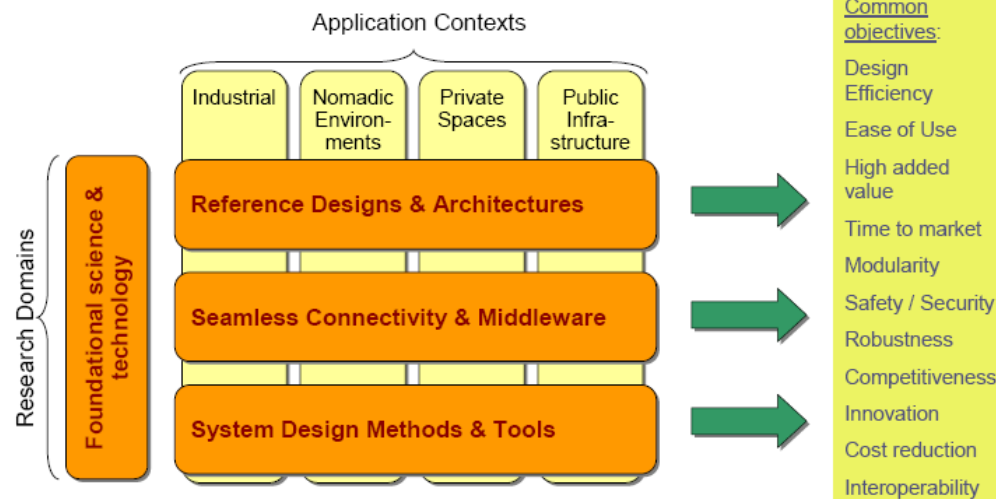 Application Contexts
Industrial
Nomadic
Environ-
ments
Private
Spaces
Public
Infra-
structure
Research Domains
Foundational science &
technology
Reference Designs & Architectures
Seamless Connectivity & Middleware
System Design Methods & Tools
Common
objectives:
Design
Efficiency
Ease of Use
High added
value
Time to market
Modularity
Safety / Security
Robustness
Competitiveness
Innovation
Cost reduction
Interoperability